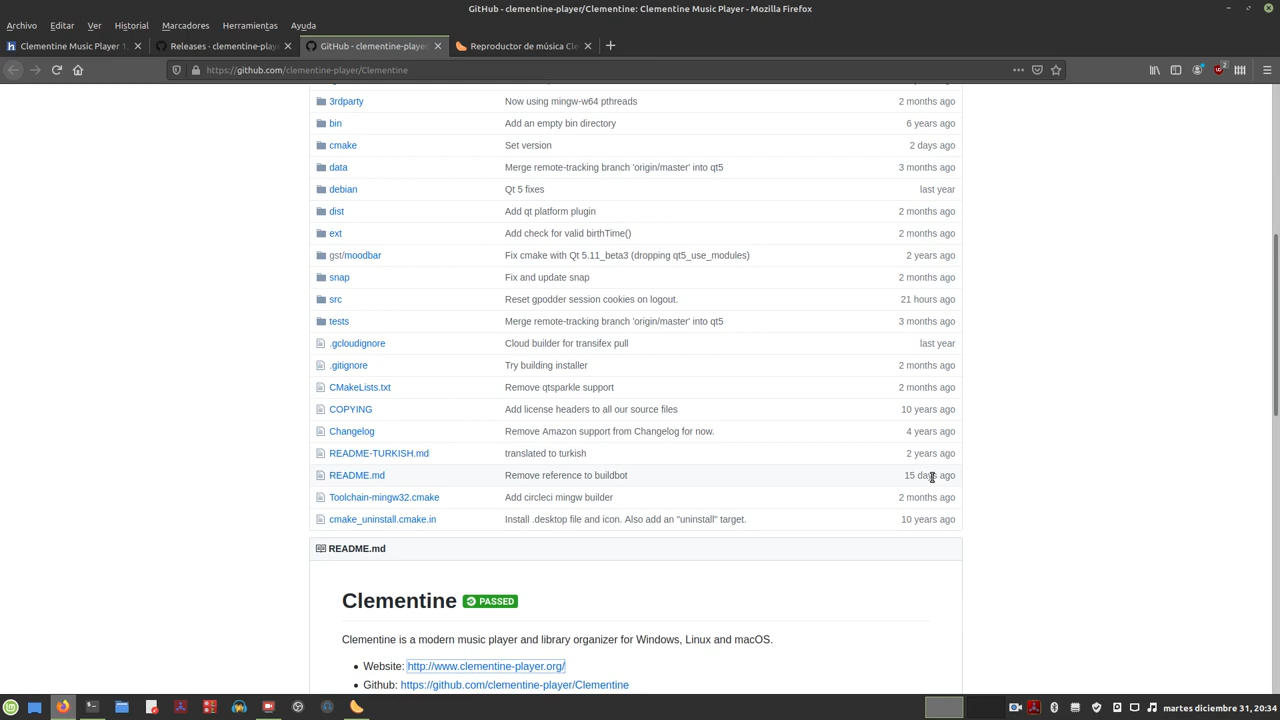 GitHub - clementine-player/Clementine: Clementine Music Player - Mozilla Firefox
Archivo Editar Ver Historial Marcadores Herramientas Ayuda
Clementine Music Player 1.
Releases · clementine-playe
GitHub - clementine-player
Reproductor de música Cle
https://github.com/clementine-player/Clementine
2
3rdparty Now using mingw-w64 pthreads 2 months ago
bin Add an empty bin directory 6 years ago
cmake Set version 2 days ago
data Merge remote-tracking branch 'origin/master' into qt5 3 months ago
debian Qt 5 fixes last year
dist Add qt platform plugin 2 months ago
ext Add check for valid birthTime() 2 months ago
gst/moodbar Fix cmake with Qt 5.11_beta3 (dropping qt5_use_modules) 2 years ago
snap Fix and update snap 2 months ago
src Reset gpodder session cookies on logout. 21 hours ago
tests Merge remote-tracking branch 'origin/master' into qt5 3 months ago
.gcloudignore Cloud builder for transifex pull last year
.gitignore Try building installer 2 months ago
CMakeLists.txt Remove qtsparkle support 2 months ago
COPYING Add license headers to all our source files 10 years ago
Changelog Remove Amazon support from Changelog for now. 4 years ago
README-TURKISH.md translated to turkish 2 years ago
README.md Remove reference to buildbot 15 days ago
Toolchain-mingw32.cmake Add circleci mingw builder 2 months ago
cmake_uninstall.cmake.in Install .desktop file and icon. Also add an "uninstall" target. 10 years ago
README.md
Clementine PASSED
Clementine is a modern music player and library organizer for Windows, Linux and macOS.
• Website: http://www.clementine-player.org/
• Github: https://github.com/clementine-player/Clementine
martes diciembre 31, 20:34